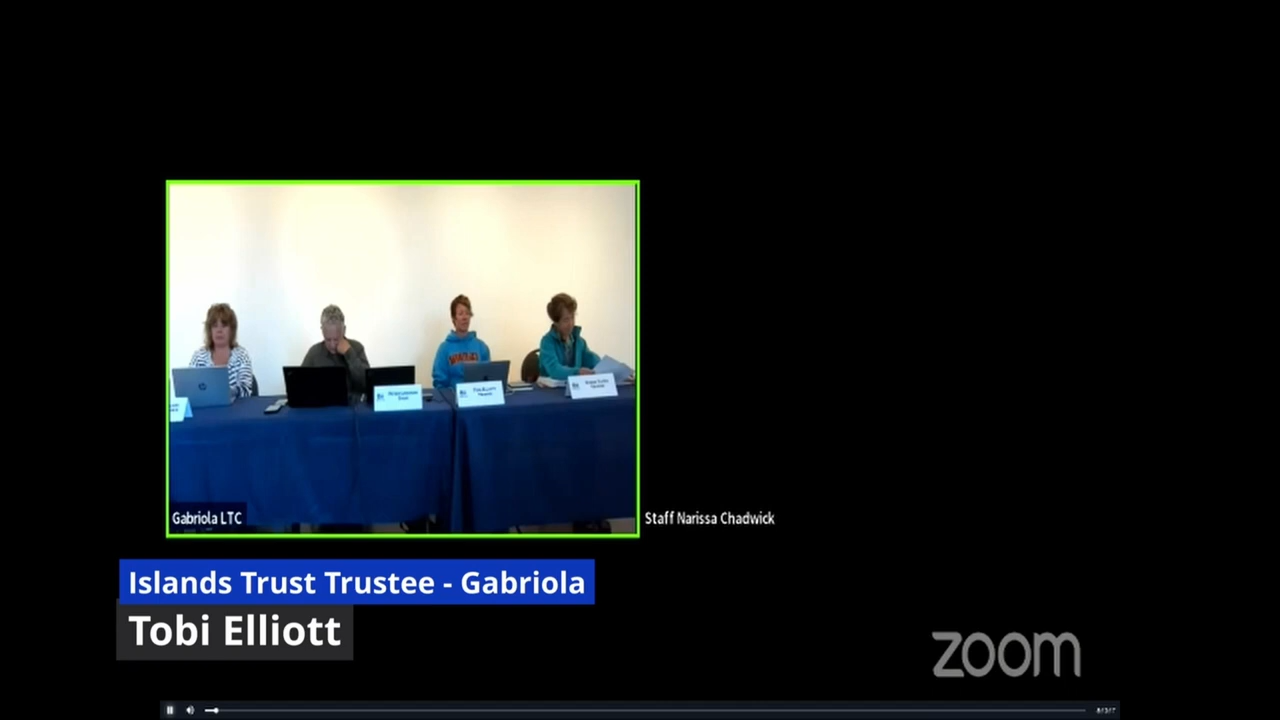 Gabriola LTC
Staff Narissa Chadwick
Islands Trust Trustee - Gabriola
Tobi Elliott
zoom